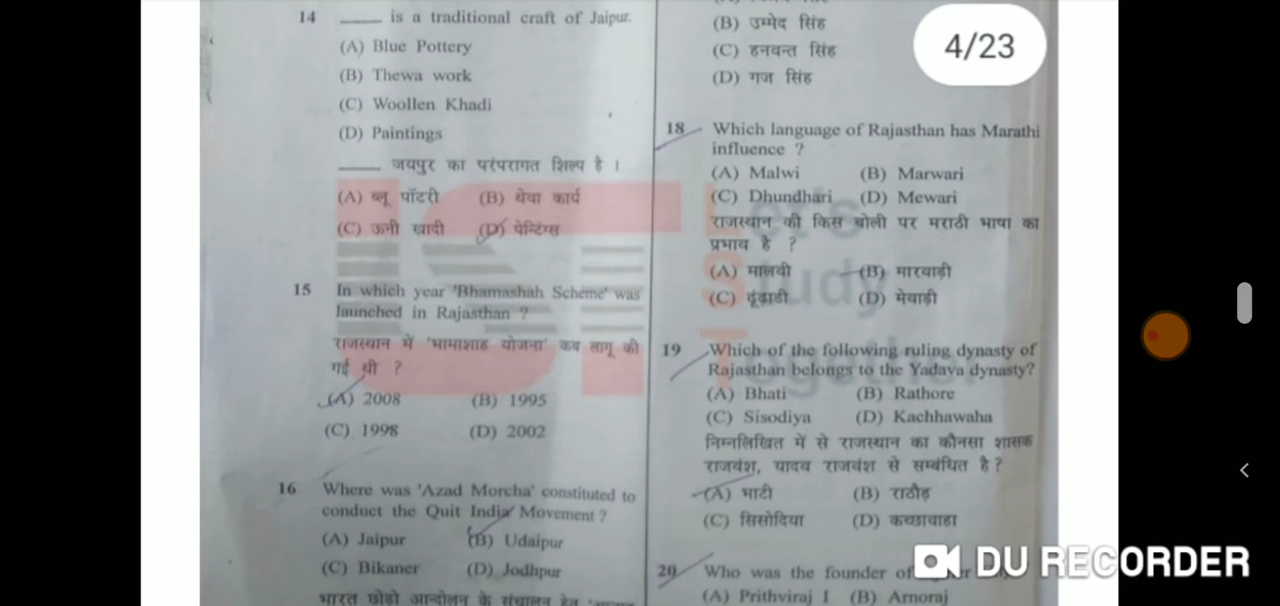 14 ____ is a traditional craft of Jaipur.
(A) Blue Pottery
(B) Thewa work
(C) Woollen Khadi
(D) Paintings
____ जयपुर का परंपरागत शिल्प है ।
(A) ब्लू पॉटरी (B) थेवा कार्य
(C) ऊनी खादी (D) पेन्टिंग्स
15 In which year 'Bhamashah Scheme' was
launched in Rajasthan ?
राजस्थान में 'भामाशाह योजना' कब लागू की
गई थी ?
(A) 2008 (B) 1995
(C) 1998 (D) 2002
16 Where was 'Azad Morcha' constituted to
conduct the Quit India Movement ?
(A) Jaipur (B) Udaipur
(C) Bikaner (D) Jodhpur
भारत छोड़ो आन्दोलन के संचालन हेतु
(B) उम्मेद सिंह
(C) हनवन्त सिंह
(D) गज सिंह
18 Which language of Rajasthan has Marathi
influence ?
(A) Malwi (B) Marwari
(C) Dhundhari (D) Mewari
राजस्थान की किस बोली पर मराठी भाषा का
प्रभाव है ?
(A) मालवी (B) मारवाड़ी
(C) ढूंढाडी (D) मेवाड़ी
19 Which of the following ruling dynasty of
Rajasthan belongs to the Yadava dynasty?
(A) Bhati (B) Rathore
(C) Sisodiya (D) Kachhawaha
निम्नलिखित में से राजस्थान का कौनसा शासक
राजवंश, यादव राजवंश से सम्बंधित है ?
(A) भाटी (B) राठौड़
(C) सिसोदिया (D) कच्छावाहा
20 Who was the founder of
(A) Prithviraj I (B) Arnoraj
4/23
Let's
Study
Together
DU RECORDER